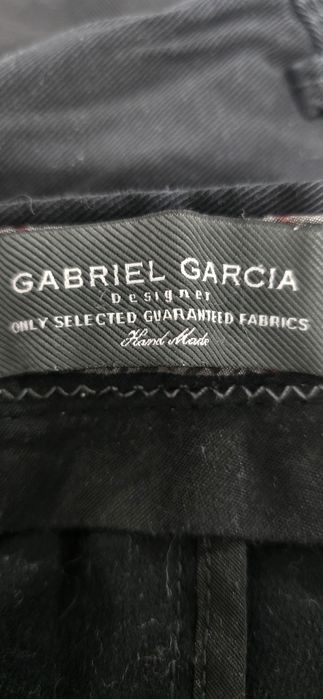 GABRIEL GARCIA
Designer
ONLY SELECTED GUARANTEED FABRICS
Hand Made